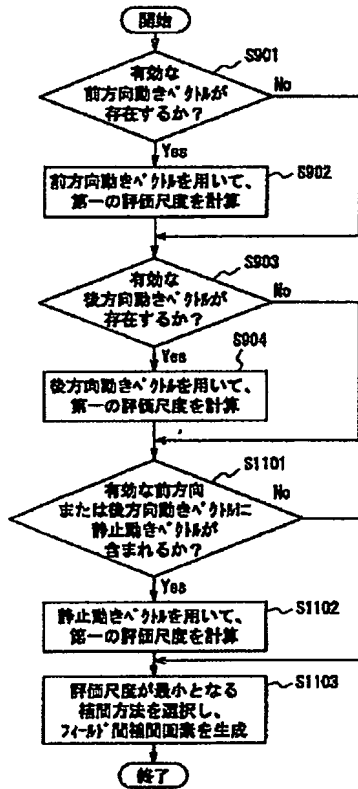 開始
S901
有効な
前方向動きベクトルが
存在するか？
No
Yes
S902
前方向動きベクトルを用いて、
第一の評価尺度を計算
S903
有効な
後方向動きベクトルが
存在するか？
No
Yes
S904
後方向動きベクトルを用いて、
第一の評価尺度を計算
S1101
有効な前方向
または後方向動きベクトルに
静止動きベクトルが
含まれるか？
No
Yes
S1102
静止動きベクトルを用いて、
第一の評価尺度を計算
S1103
評価尺度が最小となる
補間方法を選択し、
フィールド間補間画素を生成
終了